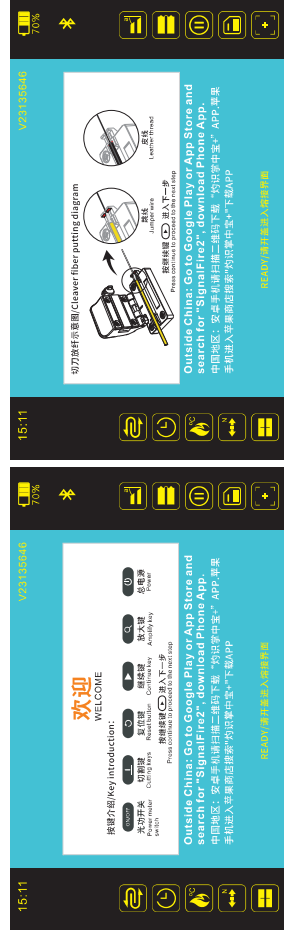 15:11
70%
V23135646
切刀放纤示意图/Cleaver fiber putting diagram
跳线
Jumper wire
皮线
Leather thread
按继续键 进入下一步
Press continue to proceed to the next step
Outside China: Go to Google Play or App Store and
search for "SignalFire2", download Phone App.
中国地区：安卓手机请扫描二维码下载 “灼识掌中宝+” APP.苹果
手机进入苹果商店搜索“灼识掌中宝+”下载APP
READY/请开盖进入熔接界面
°C
N
15:11
70%
V23135646
欢迎
WELCOME
按键介绍/Key introduction:
ON/OFF
光功开关
Power meter
switch
切割键
Cutting keys
复位键
Reset button
继续键
Continue key
放大键
Amplify key
总电源
Power
按继续键 进入下一步
Press continue to proceed to the next step
Outside China: Go to Google Play or App Store and
search for "SignalFire2", download Phone App.
中国地区：安卓手机请扫描二维码下载 “灼识掌中宝+” APP.苹果
手机进入苹果商店搜索“灼识掌中宝+”下载APP
READY/请开盖进入熔接界面
°C
N